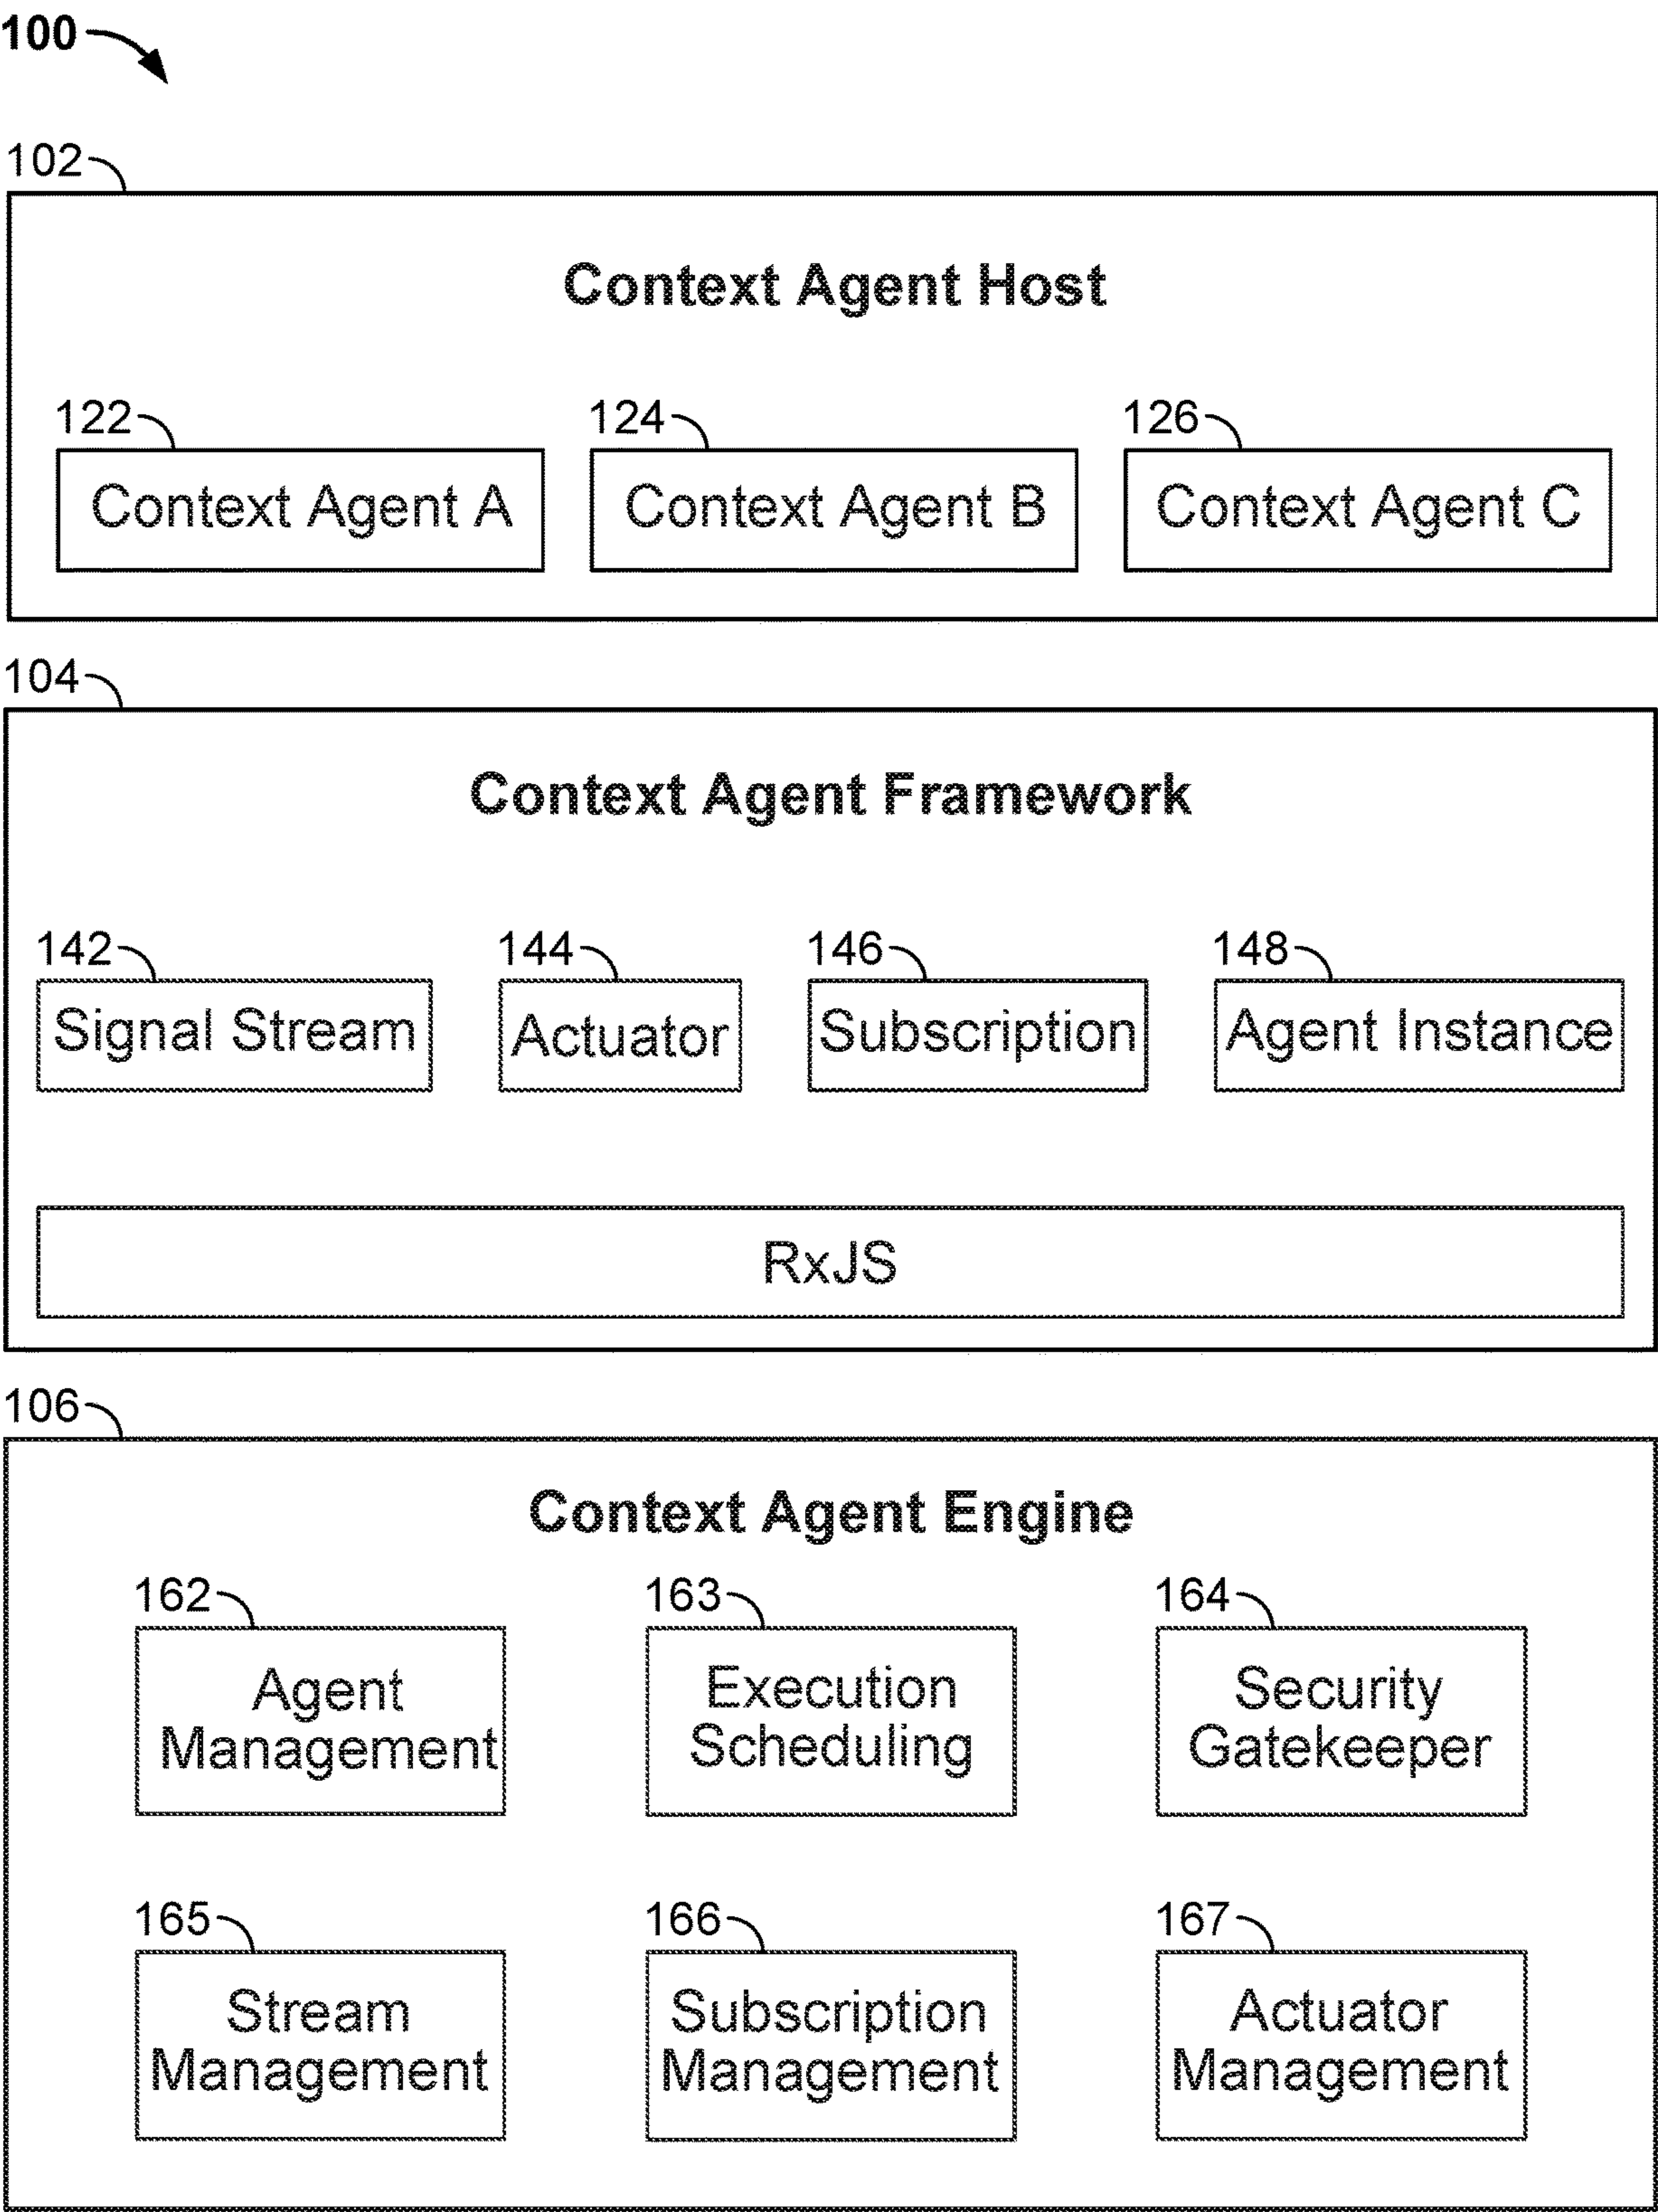 100
102
Context Agent Host
122 124 126
Context Agent A Context Agent B Context Agent C
104
Context Agent Framework
142 144 146 148
Signal Stream Actuator Subscription Agent Instance
RxJS
106
Context Agent Engine
162 163 164
Agent Management
Execution Scheduling
Security Gatekeeper
165 166 167
Stream Management
Subscription Management
Actuator Management